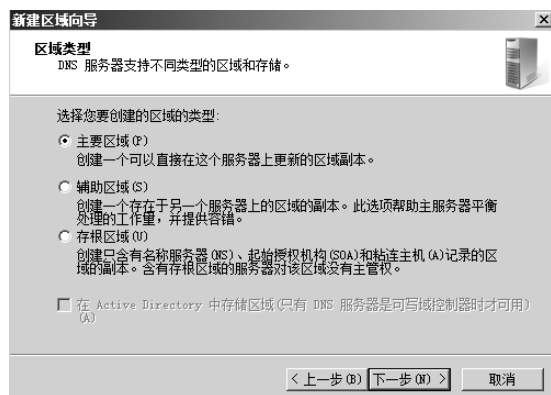 新建区域向导
区域类型
DNS 服务器支持不同类型的区域和存储。
选择您要创建的区域的类型:
主要区域(P)
创建一个可以直接在这个服务器上更新的区域副本。
辅助区域(S)
创建一个存在于另一个服务器上的区域的副本。此选项帮助主服务器平衡
处理的工作量，并提供容错。
存根区域(U)
创建只含有名称服务器(NS)、起始授权机构(SOA)和粘连主机(A)记录的区
域的副本。含有存根区域的服务器对该区域没有主管权。
在 Active Directory 中存储区域(只有 DNS 服务器是可写域控制器时才可用)
(A)
< 上一步(B)
下一步(N) >
取消